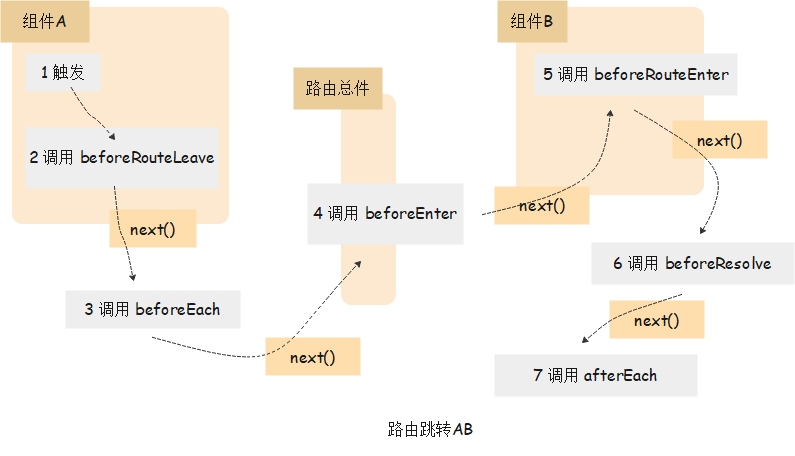 组件A
1 触发
2 调用 beforeRouteLeave
next()
3 调用 beforeEach
next()
路由总件
4 调用 beforeEnter
next()
组件B
5 调用 beforeRouteEnter
next()
6 调用 beforeResolve
next()
7 调用 afterEach
路由跳转AB